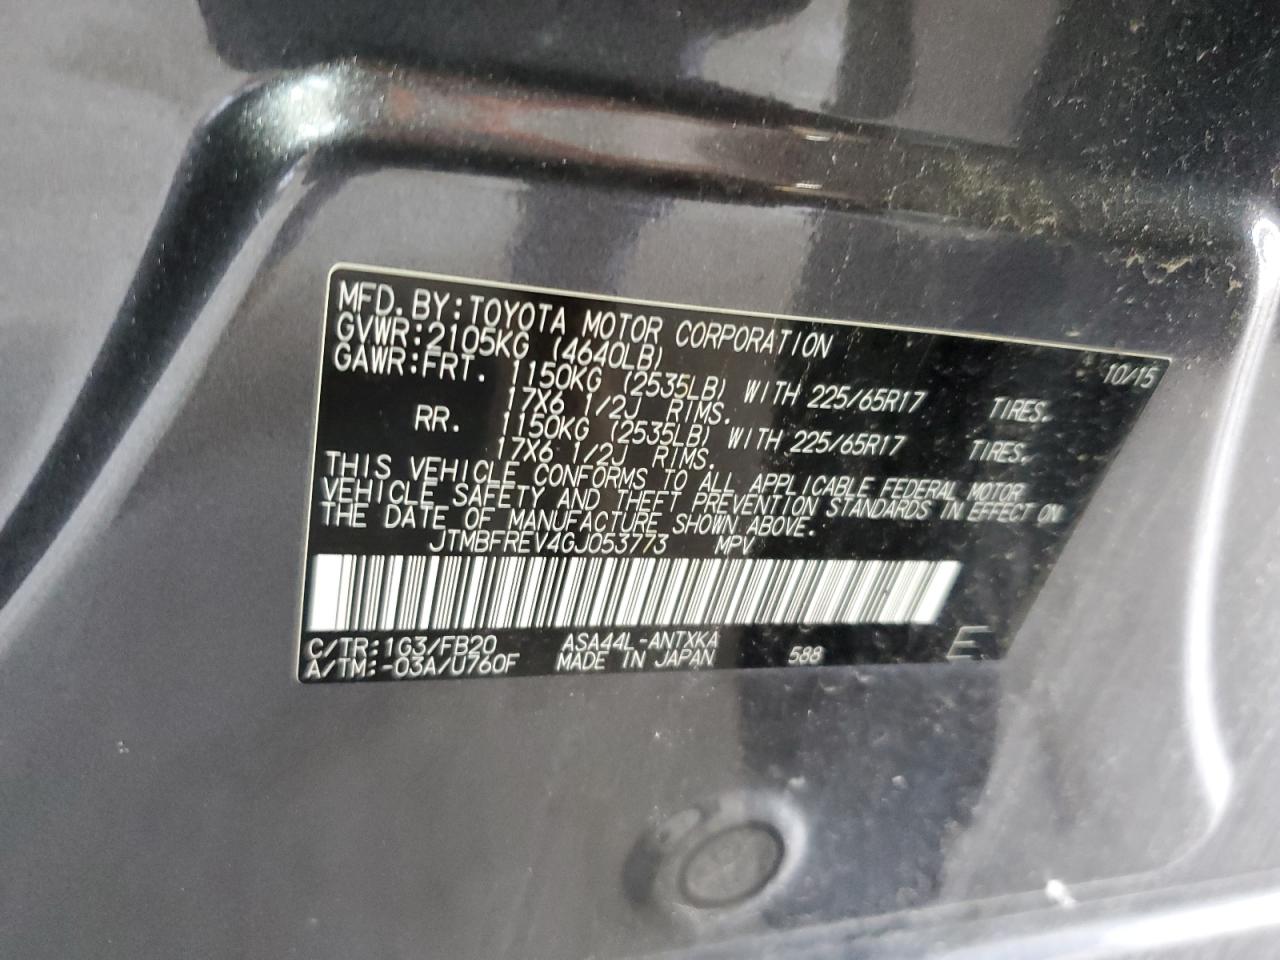 MFD. BY: TOYOTA MOTOR CORPORATION 10/15
GVWR: 2105KG (4640LB)
GAWR: FRT. 1150KG (2535LB) WITH 225/65R17 TIRES.
17X6 1/2J RIMS.
RR. 1150KG (2535LB) WITH 225/65R17 TIRES.
17X6 1/2J RIMS.
THIS VEHICLE CONFORMS TO ALL APPLICABLE FEDERAL MOTOR
VEHICLE SAFETY AND THEFT PREVENTION STANDARDS IN EFFECT ON
THE DATE OF MANUFACTURE SHOWN ABOVE.
JTMBFREV4GJ053773 MPV
C/TR: 1G3/FB20 ASA44L-ANTXKA
A/TM: -03A/U760F MADE IN JAPAN 588 E